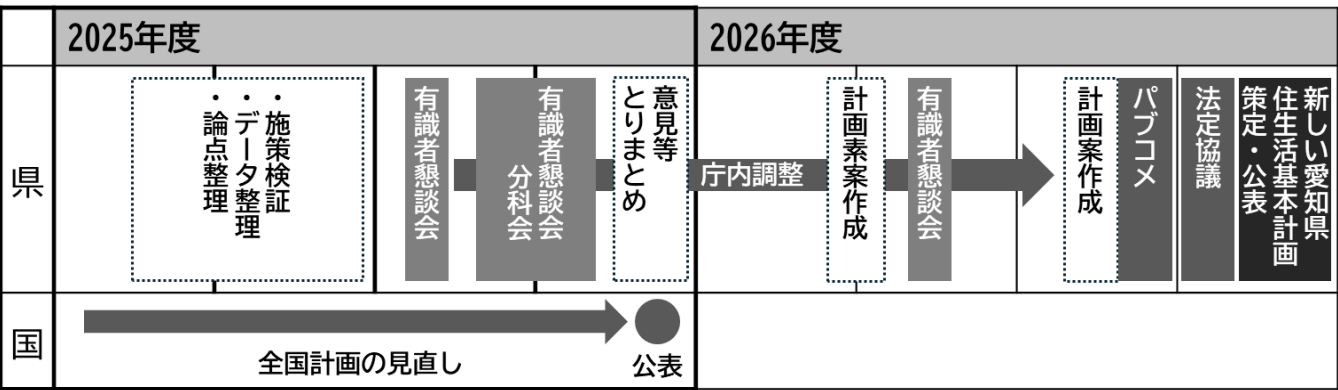 2025年度
2026年度
県
・施策検証
・データ整理
・論点整理
有識者懇談会
有識者懇談会
分科会
意見等
とりまとめ
庁内調整
計画素案作成
有識者懇談会
計画案作成
パブコメ
法定協議
新しい愛知県
住生活基本計画
策定・公表
国
全国計画の見直し
公表